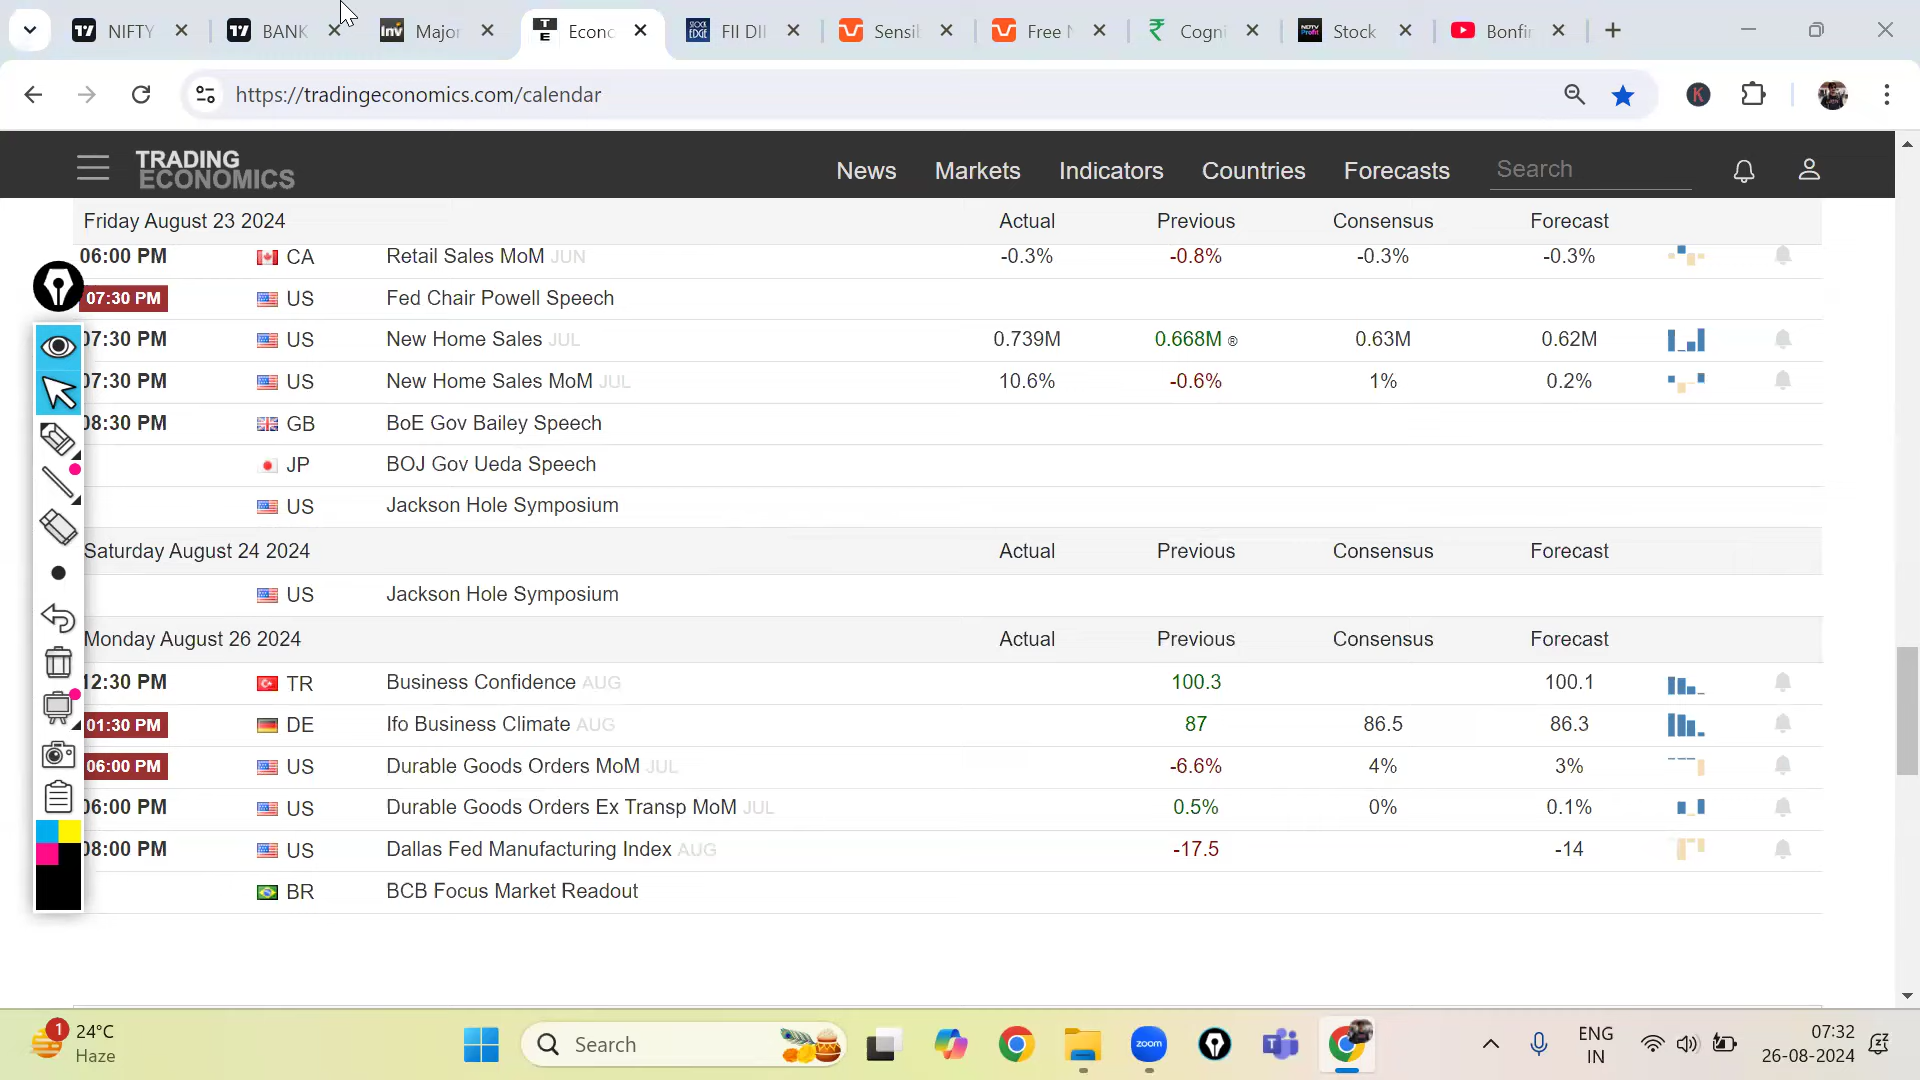 NIFTY
BANK
Inv Major
TE Econo
STOCK EDGE FII DII
Sensil
Free N
Cogni
NDTV Profit Stock
Bonfir
https://tradingeconomics.com/calendar
K
TRADING ECONOMICS
News Markets Indicators Countries Forecasts Search
Friday August 23 2024 Actual Previous Consensus Forecast
06:00 PM CA Retail Sales MoM JUN -0.3% -0.8% -0.3% -0.3%
07:30 PM US Fed Chair Powell Speech
07:30 PM US New Home Sales JUL 0.739M 0.668M ® 0.63M 0.62M
07:30 PM US New Home Sales MoM JUL 10.6% -0.6% 1% 0.2%
08:30 PM GB BoE Gov Bailey Speech
JP BOJ Gov Ueda Speech
US Jackson Hole Symposium
Saturday August 24 2024 Actual Previous Consensus Forecast
US Jackson Hole Symposium
Monday August 26 2024 Actual Previous Consensus Forecast
12:30 PM TR Business Confidence AUG 100.3 100.1
01:30 PM DE Ifo Business Climate AUG 87 86.5 86.3
06:00 PM US Durable Goods Orders MoM JUL -6.6% 4% 3%
06:00 PM US Durable Goods Orders Ex Transp MoM JUL 0.5% 0% 0.1%
08:00 PM US Dallas Fed Manufacturing Index AUG -17.5 -14
BR BCB Focus Market Readout
1 24°C
Haze
Search
zoom
ENG
IN
07:32
26-08-2024